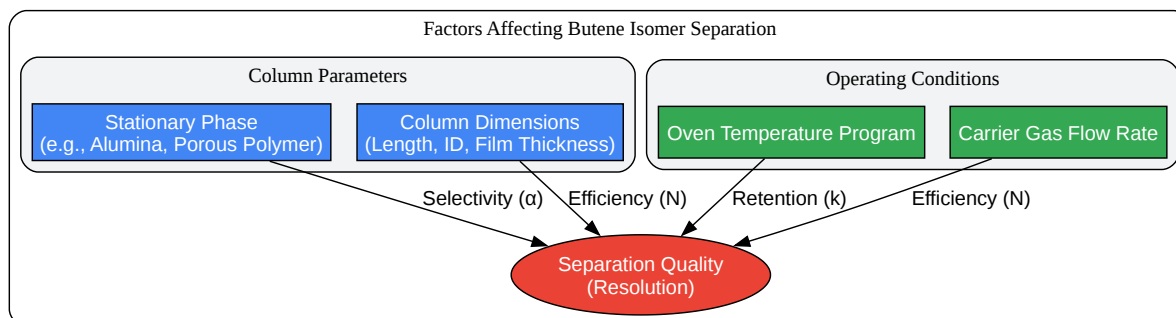 Factors Affecting Butene Isomer Separation
Column Parameters
Operating Conditions
Stationary Phase
(e.g., Alumina, Porous Polymer)
Column Dimensions
(Length, ID, Film Thickness)
Oven Temperature Program
Carrier Gas Flow Rate
Selectivity (α)
Efficiency (N)
Retention (k)
Efficiency (N)
Separation Quality
(Resolution)